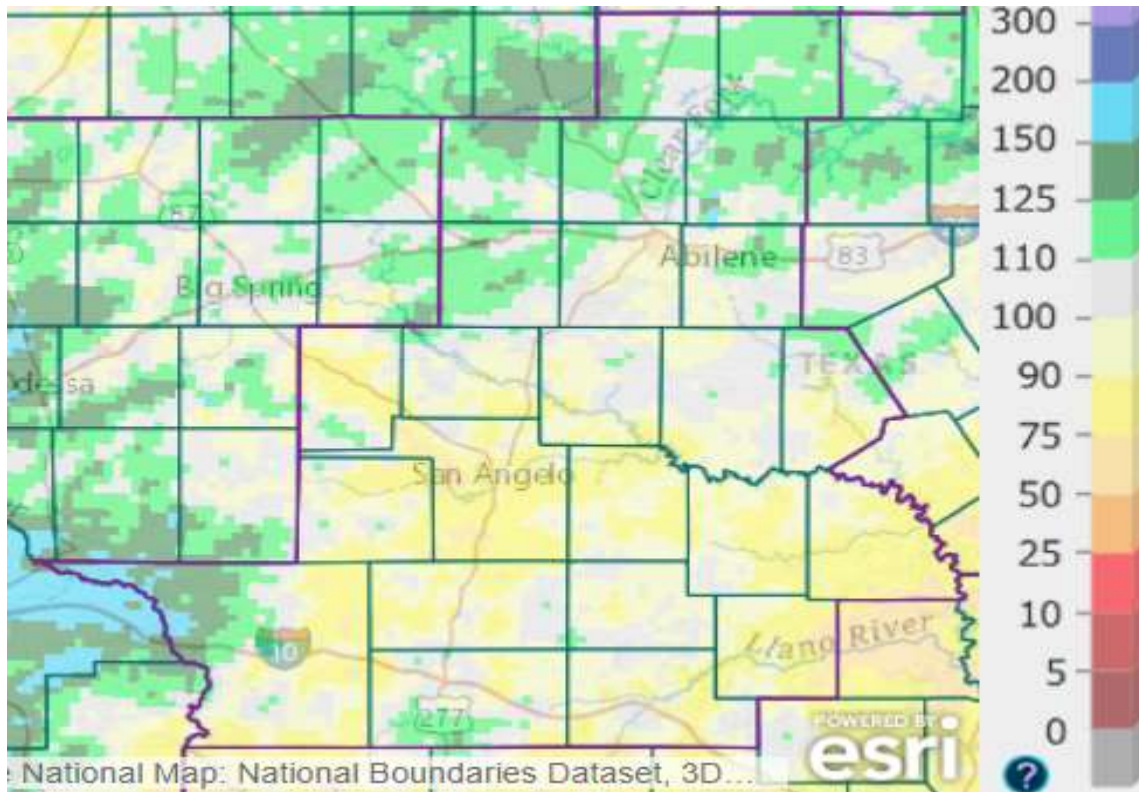 300
200
150
125
110
100
90
75
50
25
10
5
0
Clear Fork
Abilene
83
Big Spring
TEXAS
Odessa
San Angelo
10
Llano River
277
POWERED BY
esri
National Map: National Boundaries Dataset, 3D...
?